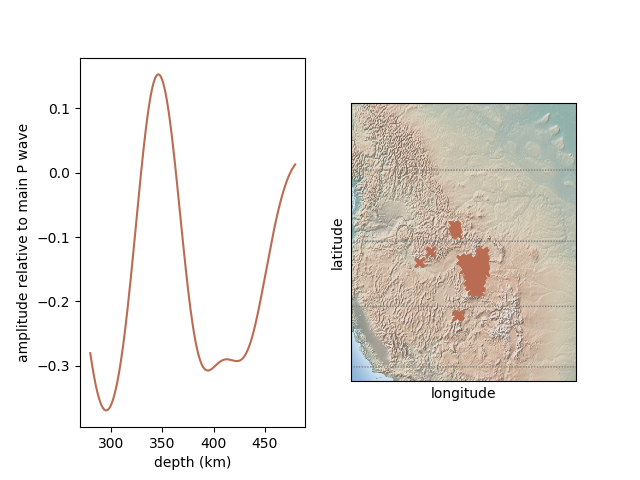 amplitude relative to main P wave
0.1
0.0
−0.1
−0.2
−0.3
300 350 400 450
depth (km)
latitude
longitude